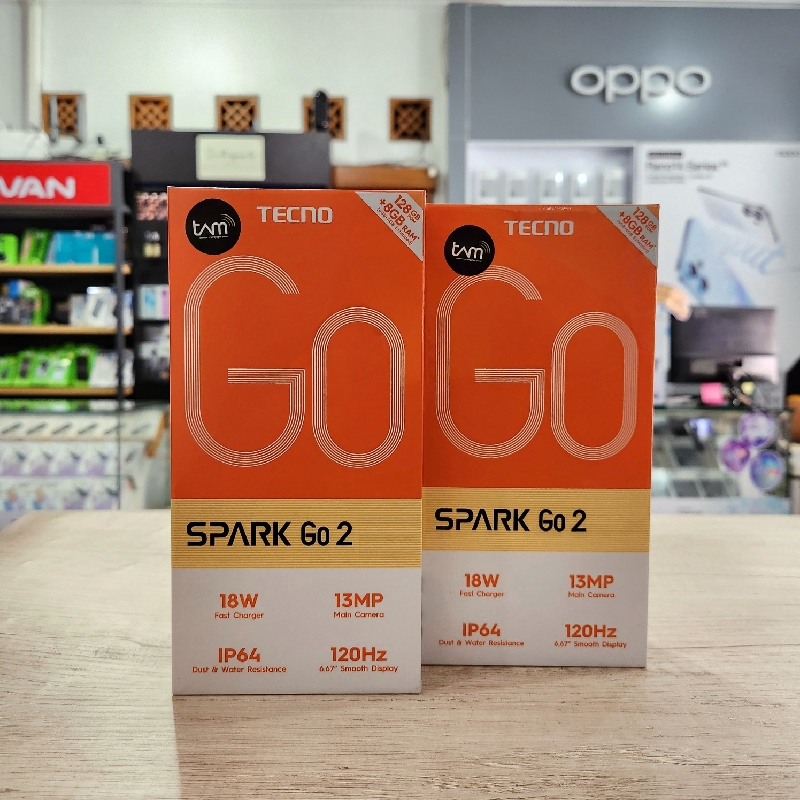 oppo
VAN
tam
TECNO
128GB
+8GB RAM*
GO
SPARK Go 2
18W
Fast Charger
13MP
Main Camera
IP64
Dust & Water Resistance
120Hz
6.67" Smooth Display
tam
TECNO
128GB
+8GB RAM*
GO
SPARK Go 2
18W
Fast Charger
13MP
Main Camera
IP64
Dust & Water Resistance
120Hz
6.67" Smooth Display